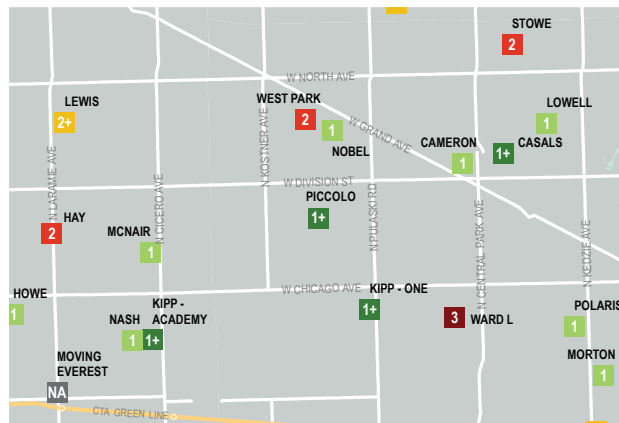 STOWE
2
W NORTH AVE
LEWIS
2+
WEST PARK
2
1
NOBEL
W GRAND AVE
LOWELL
1
CAMERON
1
1+
CASALS
N LARAMIE AVE
N CICERO AVE
N KOSTNER AVE
W DIVISION ST
PICCOLO
1+
N PULASKI RD
N CENTRAL PARK AVE
N KEDZIE AVE
HAY
2
MCNAIR
1
W CHICAGO AVE
HOWE
1
NASH
1
KIPP -
ACADEMY
1+
KIPP - ONE
1+
3
WARD L
POLARIS
1
MOVING
EVEREST
NA
MORTON
1
CTA GREEN LINE